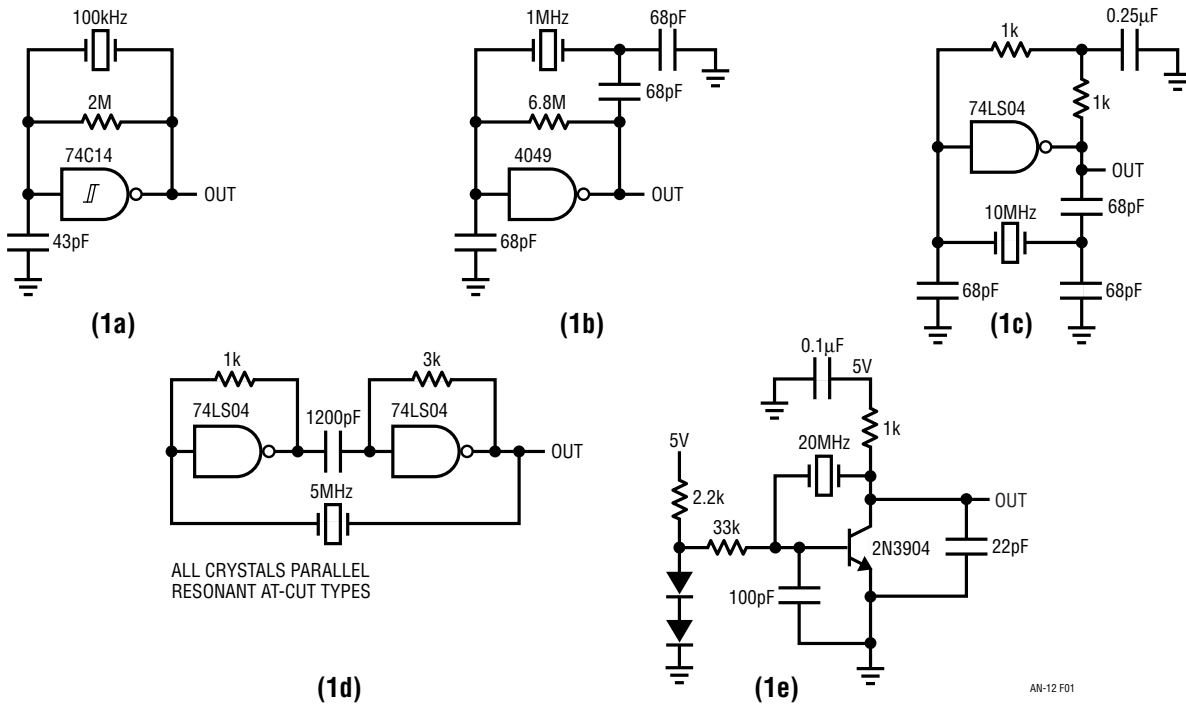 100kHz
2M
74C14
OUT
43pF
(1a)
1MHz
68pF
68pF
6.8M
4049
OUT
68pF
(1b)
1k
0.25µF
1k
74LS04
OUT
68pF
10MHz
68pF
68pF
(1c)
1k
3k
74LS04
1200pF
74LS04
OUT
5MHz
ALL CRYSTALS PARALLEL
RESONANT AT-CUT TYPES
(1d)
0.1µF
5V
1k
20MHz
5V
2.2k
OUT
33k
2N3904
22pF
100pF
(1e)
AN-12 F01